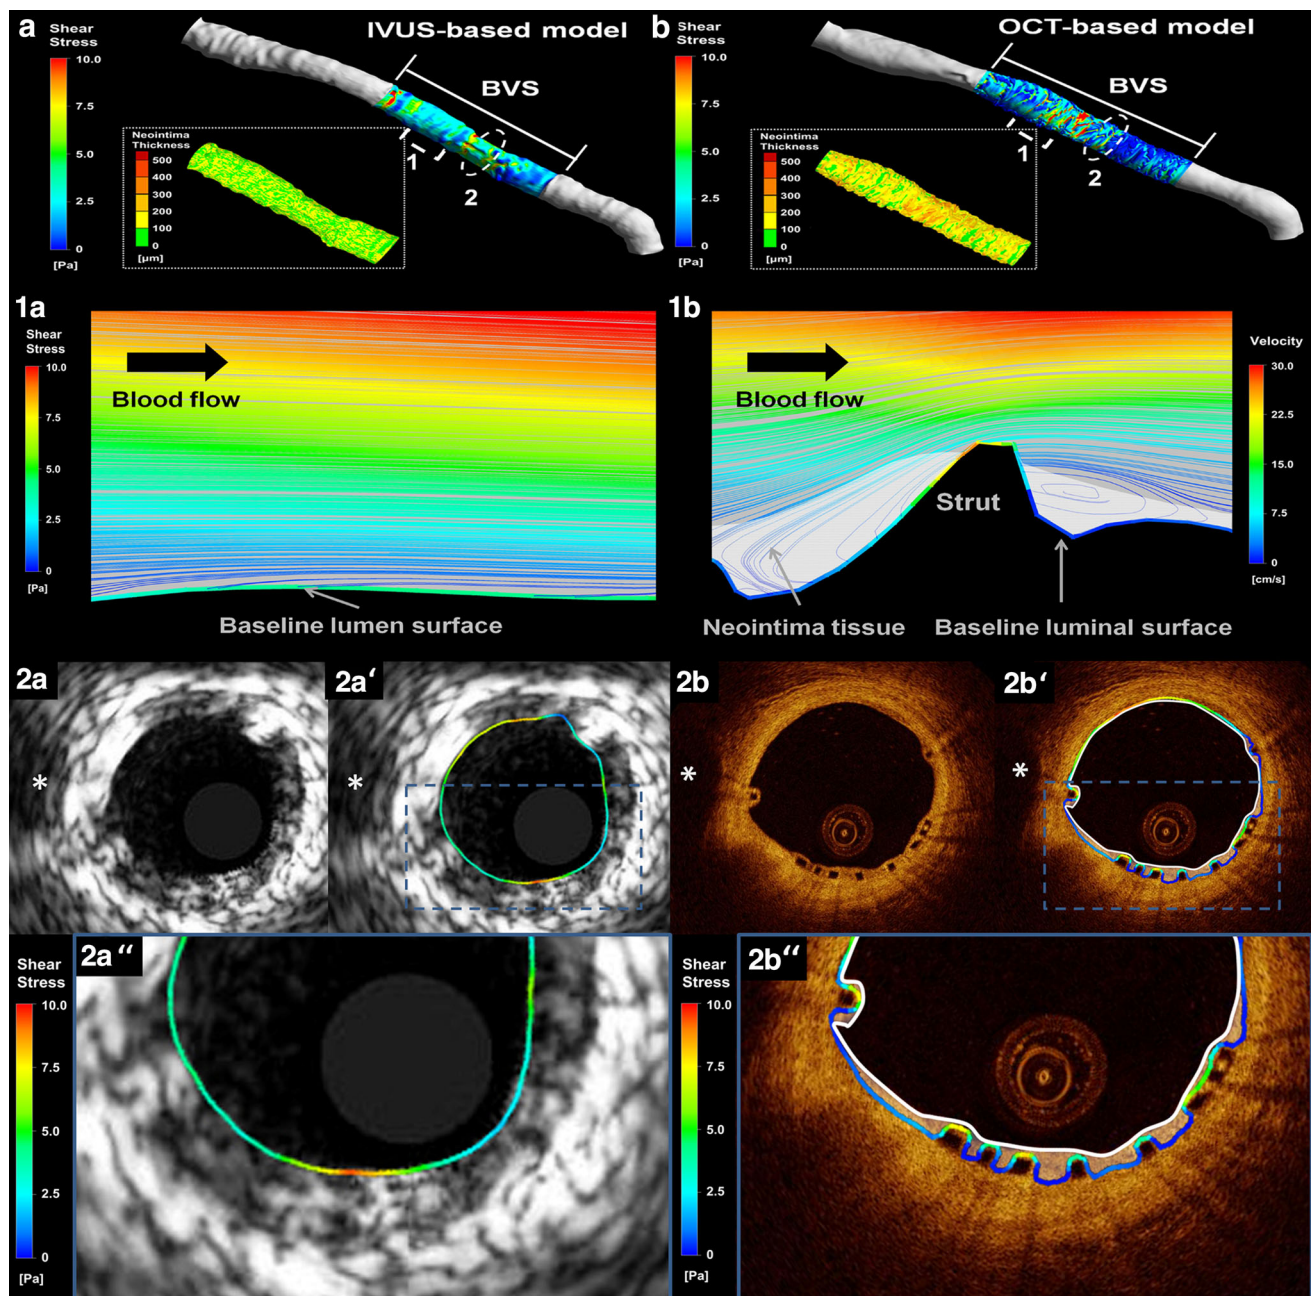 a
Shear
Stress
10.0
7.5
5.0
2.5
0
[Pa]
IVUS-based model
BVS
1
2
Neointima
Thickness
500
400
300
200
100
0
[µm]
b
Shear
Stress
10.0
7.5
5.0
2.5
0
[Pa]
OCT-based model
BVS
1
2
Neointima
Thickness
500
400
300
200
100
0
[µm]
1a
Shear
Stress
10.0
7.5
5.0
2.5
0
[Pa]
Blood flow
Baseline lumen surface
1b
Blood flow
Strut
Neointima tissue
Baseline luminal surface
Velocity
30.0
22.5
15.0
7.5
0
[cm/s]
2a
*
2a‘
*
2b
*
2b‘
*
Shear
Stress
10.0
7.5
5.0
2.5
0
[Pa]
2a“
Shear
Stress
10.0
7.5
5.0
2.5
0
[Pa]
2b“